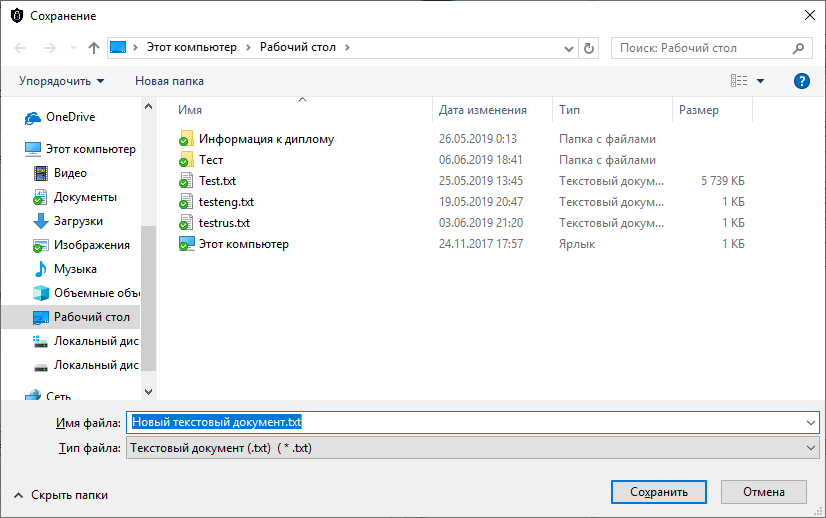 Сохранение
Этот компьютер Рабочий стол
Поиск: Рабочий стол
Упорядочить Новая папка
Имя Дата изменения Тип Размер
OneDrive
Этот компьютер
Видео
Документы
Загрузки
Изображения
Музыка
Объемные объ
Рабочий стол
Локальный дис
Локальный дис
Сеть
Информация к диплому 26.05.2019 0:13 Папка с файлами
Тест 06.06.2019 18:41 Папка с файлами
Test.txt 25.05.2019 13:45 Текстовый докум... 5 739 КБ
testeng.txt 19.05.2019 20:47 Текстовый докум... 1 КБ
testrus.txt 03.06.2019 21:20 Текстовый докум... 1 КБ
Этот компьютер 24.11.2017 17:57 Ярлык 1 КБ
Имя файла: Новый текстовый документ.txt
Тип файла: Текстовый документ (.txt) ( * .txt)
Скрыть папки Сохранить Отмена